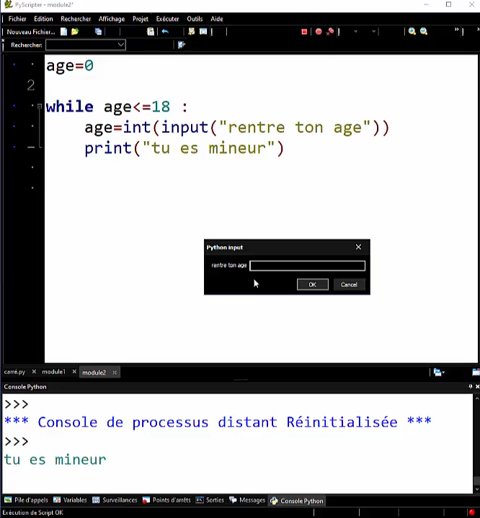 PyScripter - module2*
Fichier Edition Rechercher Affichage Projet Exécuter Outils Aide
Nouveau Fichier...
Rechercher:
age=0
2
while age<=18 :
age=int(input("rentre ton age"))
print("tu es mineur")
Python input
rentre ton age
OK Cancel
carré.py module1 module2
Console Python
>>>
*** Console de processus distant Réinitialisée ***
>>>
tu es mineur
Pile d'appels Variables Surveillances Points d'arrêts Sorties Messages Console Python
Exécution de Script OK